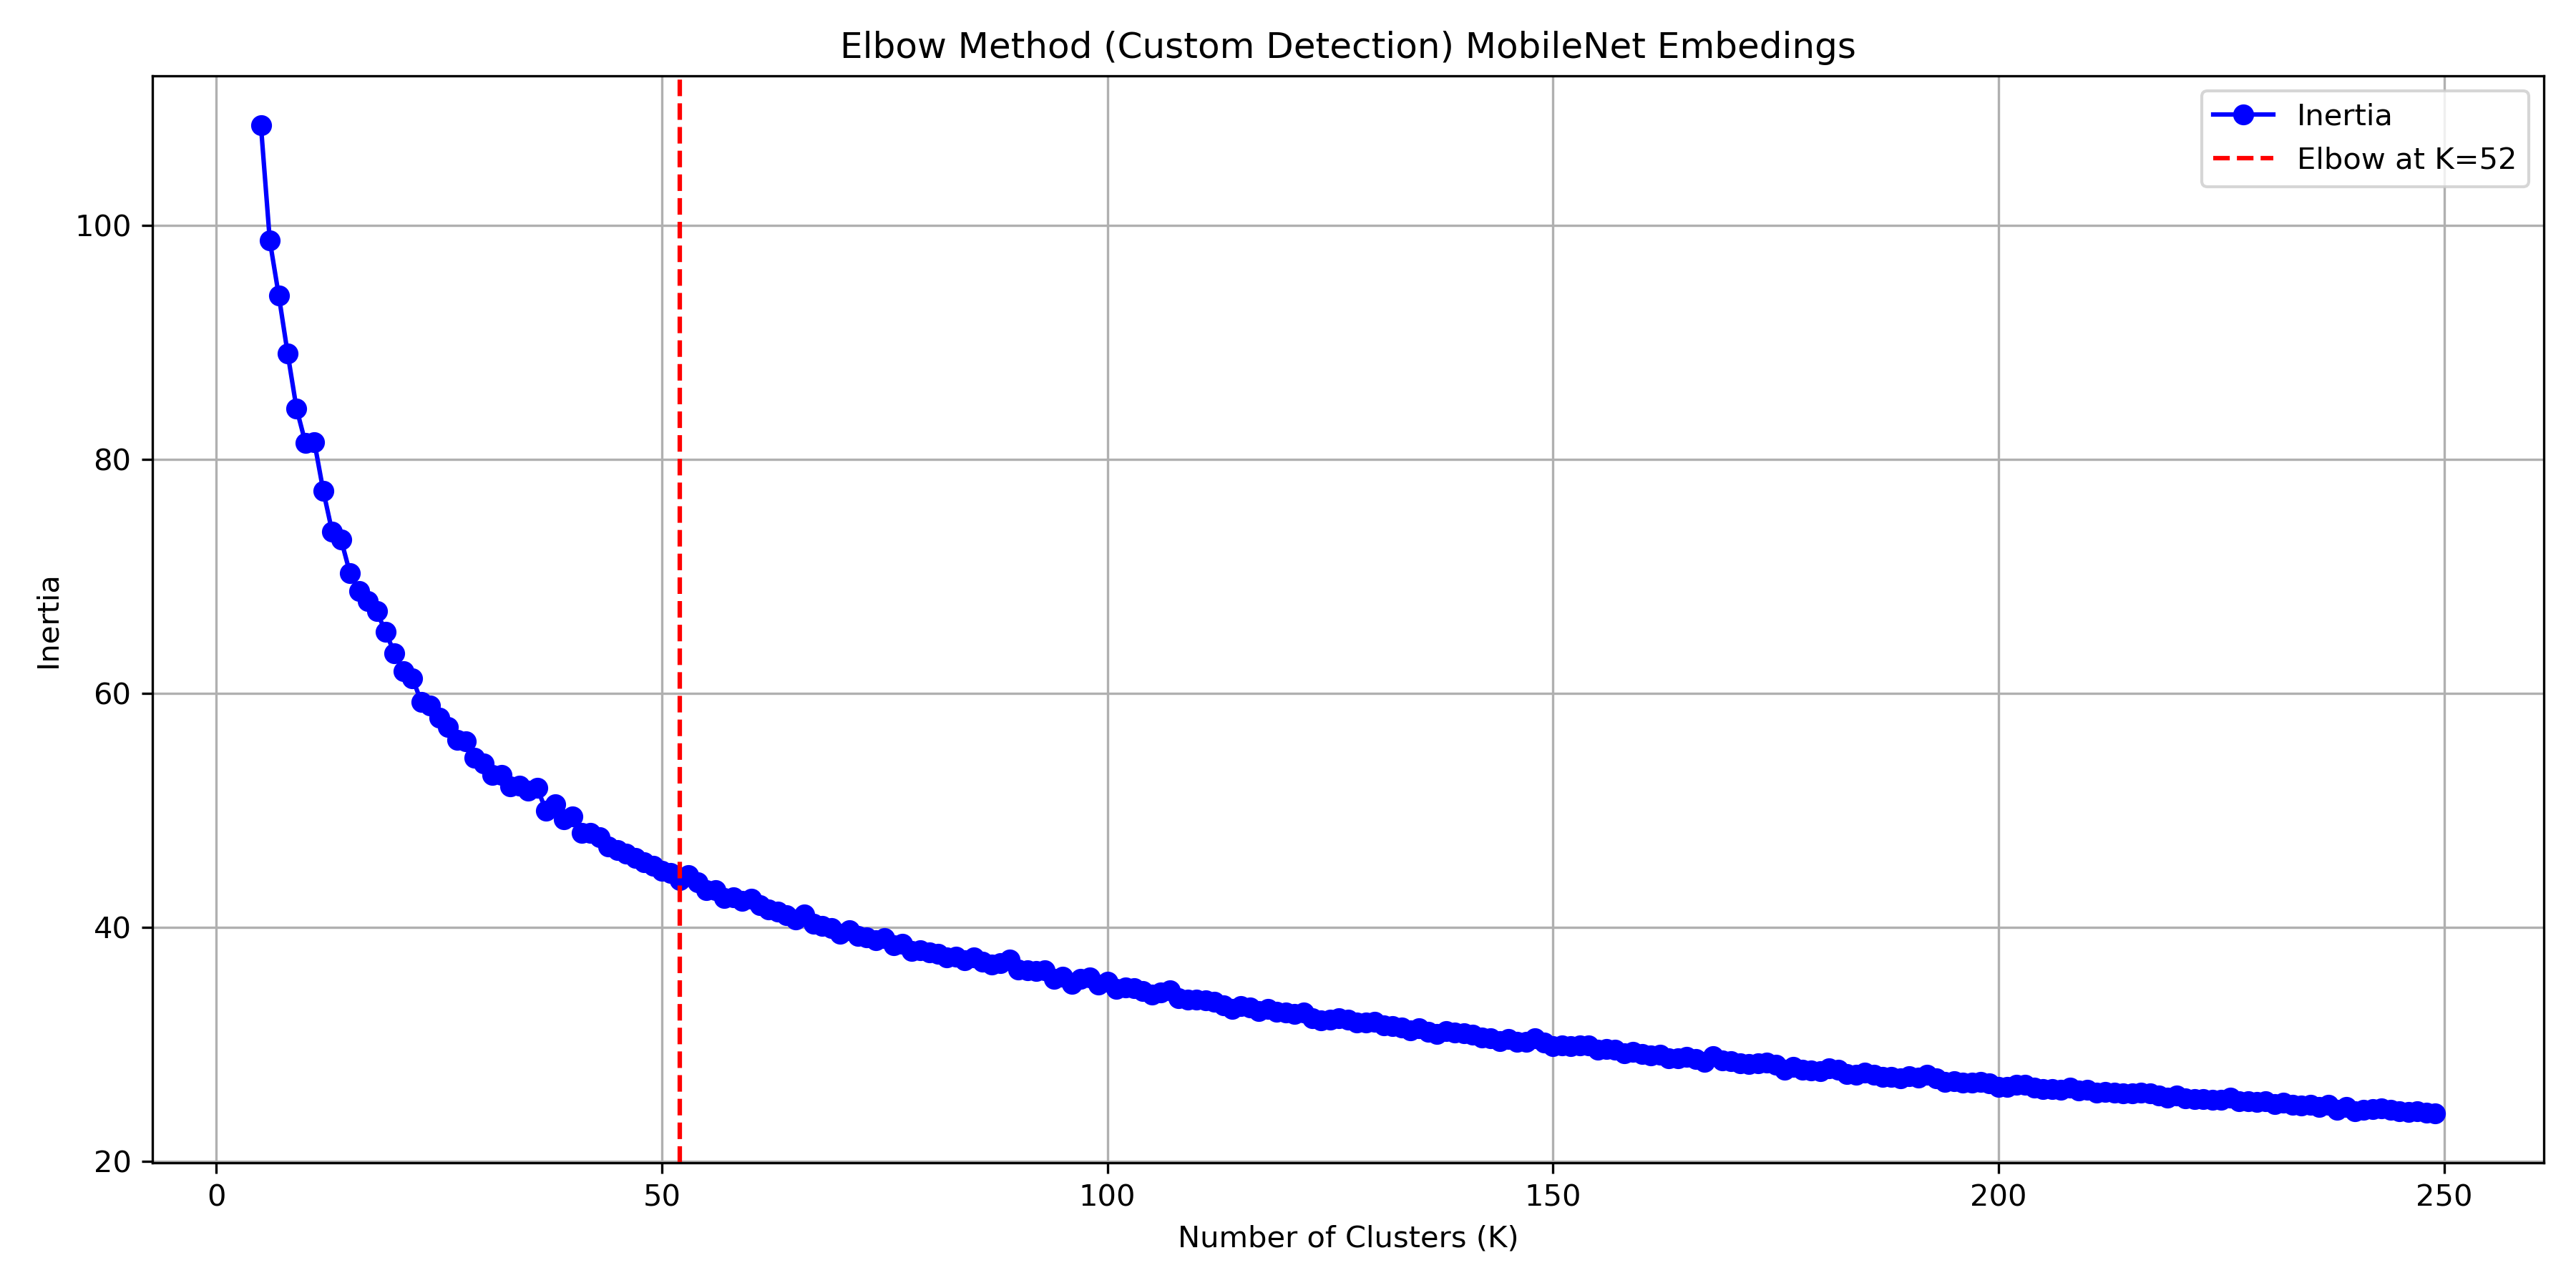 Elbow Method (Custom Detection) MobileNet Embedings
Inertia
Elbow at K=52
100
80
60
40
20
Inertia
0 50 100 150 200 250
Number of Clusters (K)